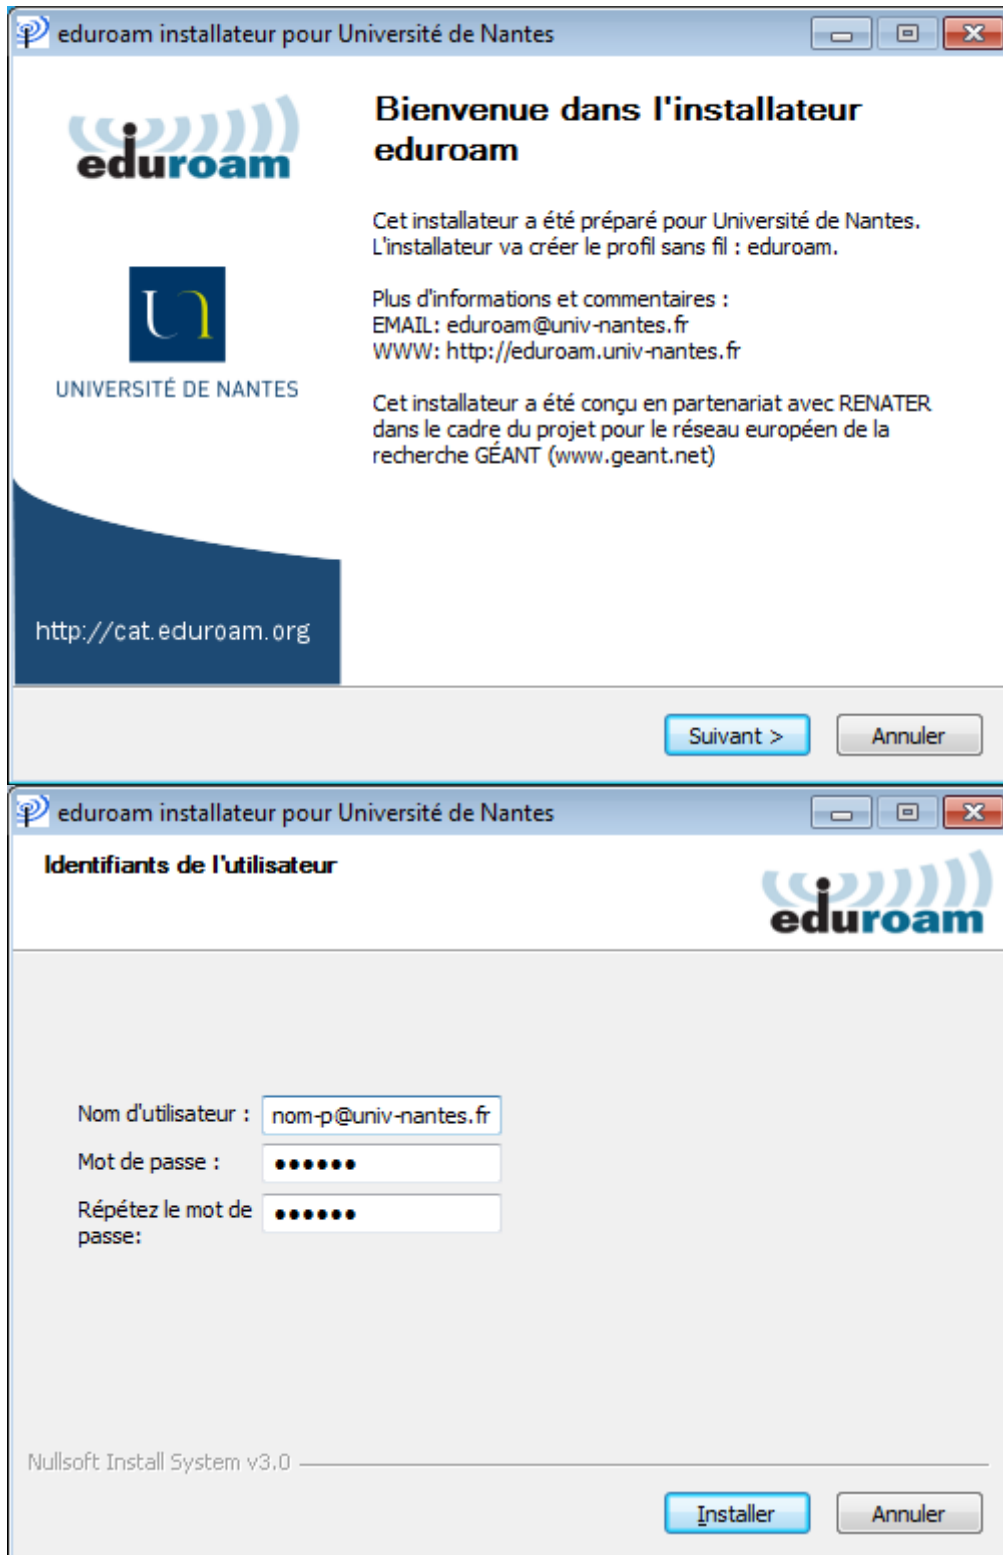 eduroam installateur pour Université de Nantes
eduroam
UNIVERSITÉ DE NANTES
http://cat.eduroam.org
Bienvenue dans l'installateur
eduroam
Cet installateur a été préparé pour Université de Nantes.
L'installateur va créer le profil sans fil : eduroam.
Plus d'informations et commentaires :
EMAIL: eduroam@univ-nantes.fr
WWW: http://eduroam.univ-nantes.fr
Cet installateur a été conçu en partenariat avec RENATER
dans le cadre du projet pour le réseau européen de la
recherche GÉANT (www.geant.net)
Suivant >
Annuler
eduroam installateur pour Université de Nantes
Identifiants de l'utilisateur
eduroam
Nom d'utilisateur : nom-p@univ-nantes.fr
Mot de passe : ●●●●●●
Répétez le mot de ●●●●●●
passe:
Nullsoft Install System v3.0
Installer
Annuler